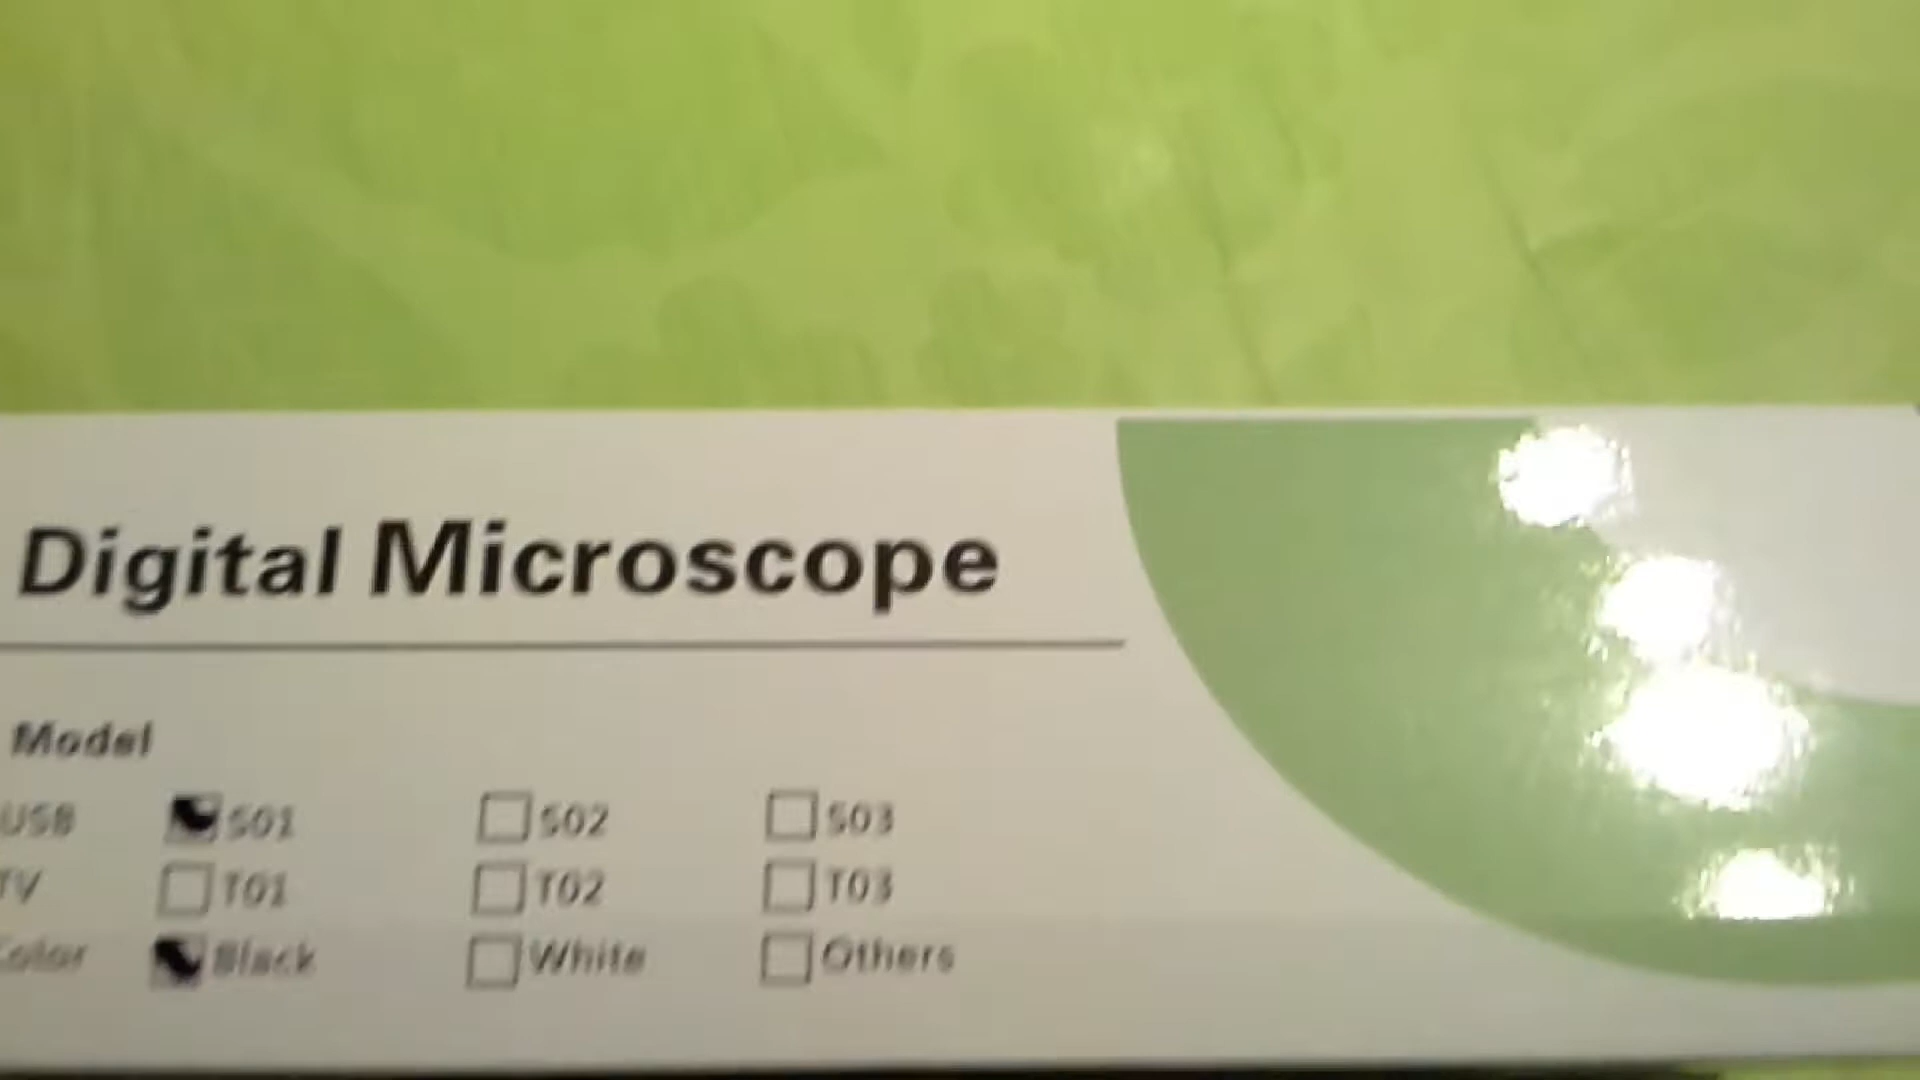 Digital Microscope
Model
USB S01 S02 S03
TV T01 T02 T03
Color Black White Others